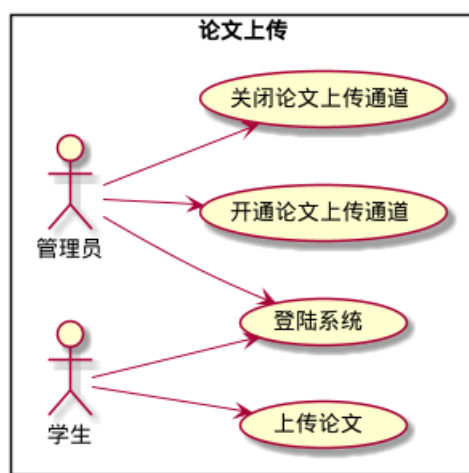 论文上传
关闭论文上传通道
开通论文上传通道
管理员
登陆系统
上传论文
学生